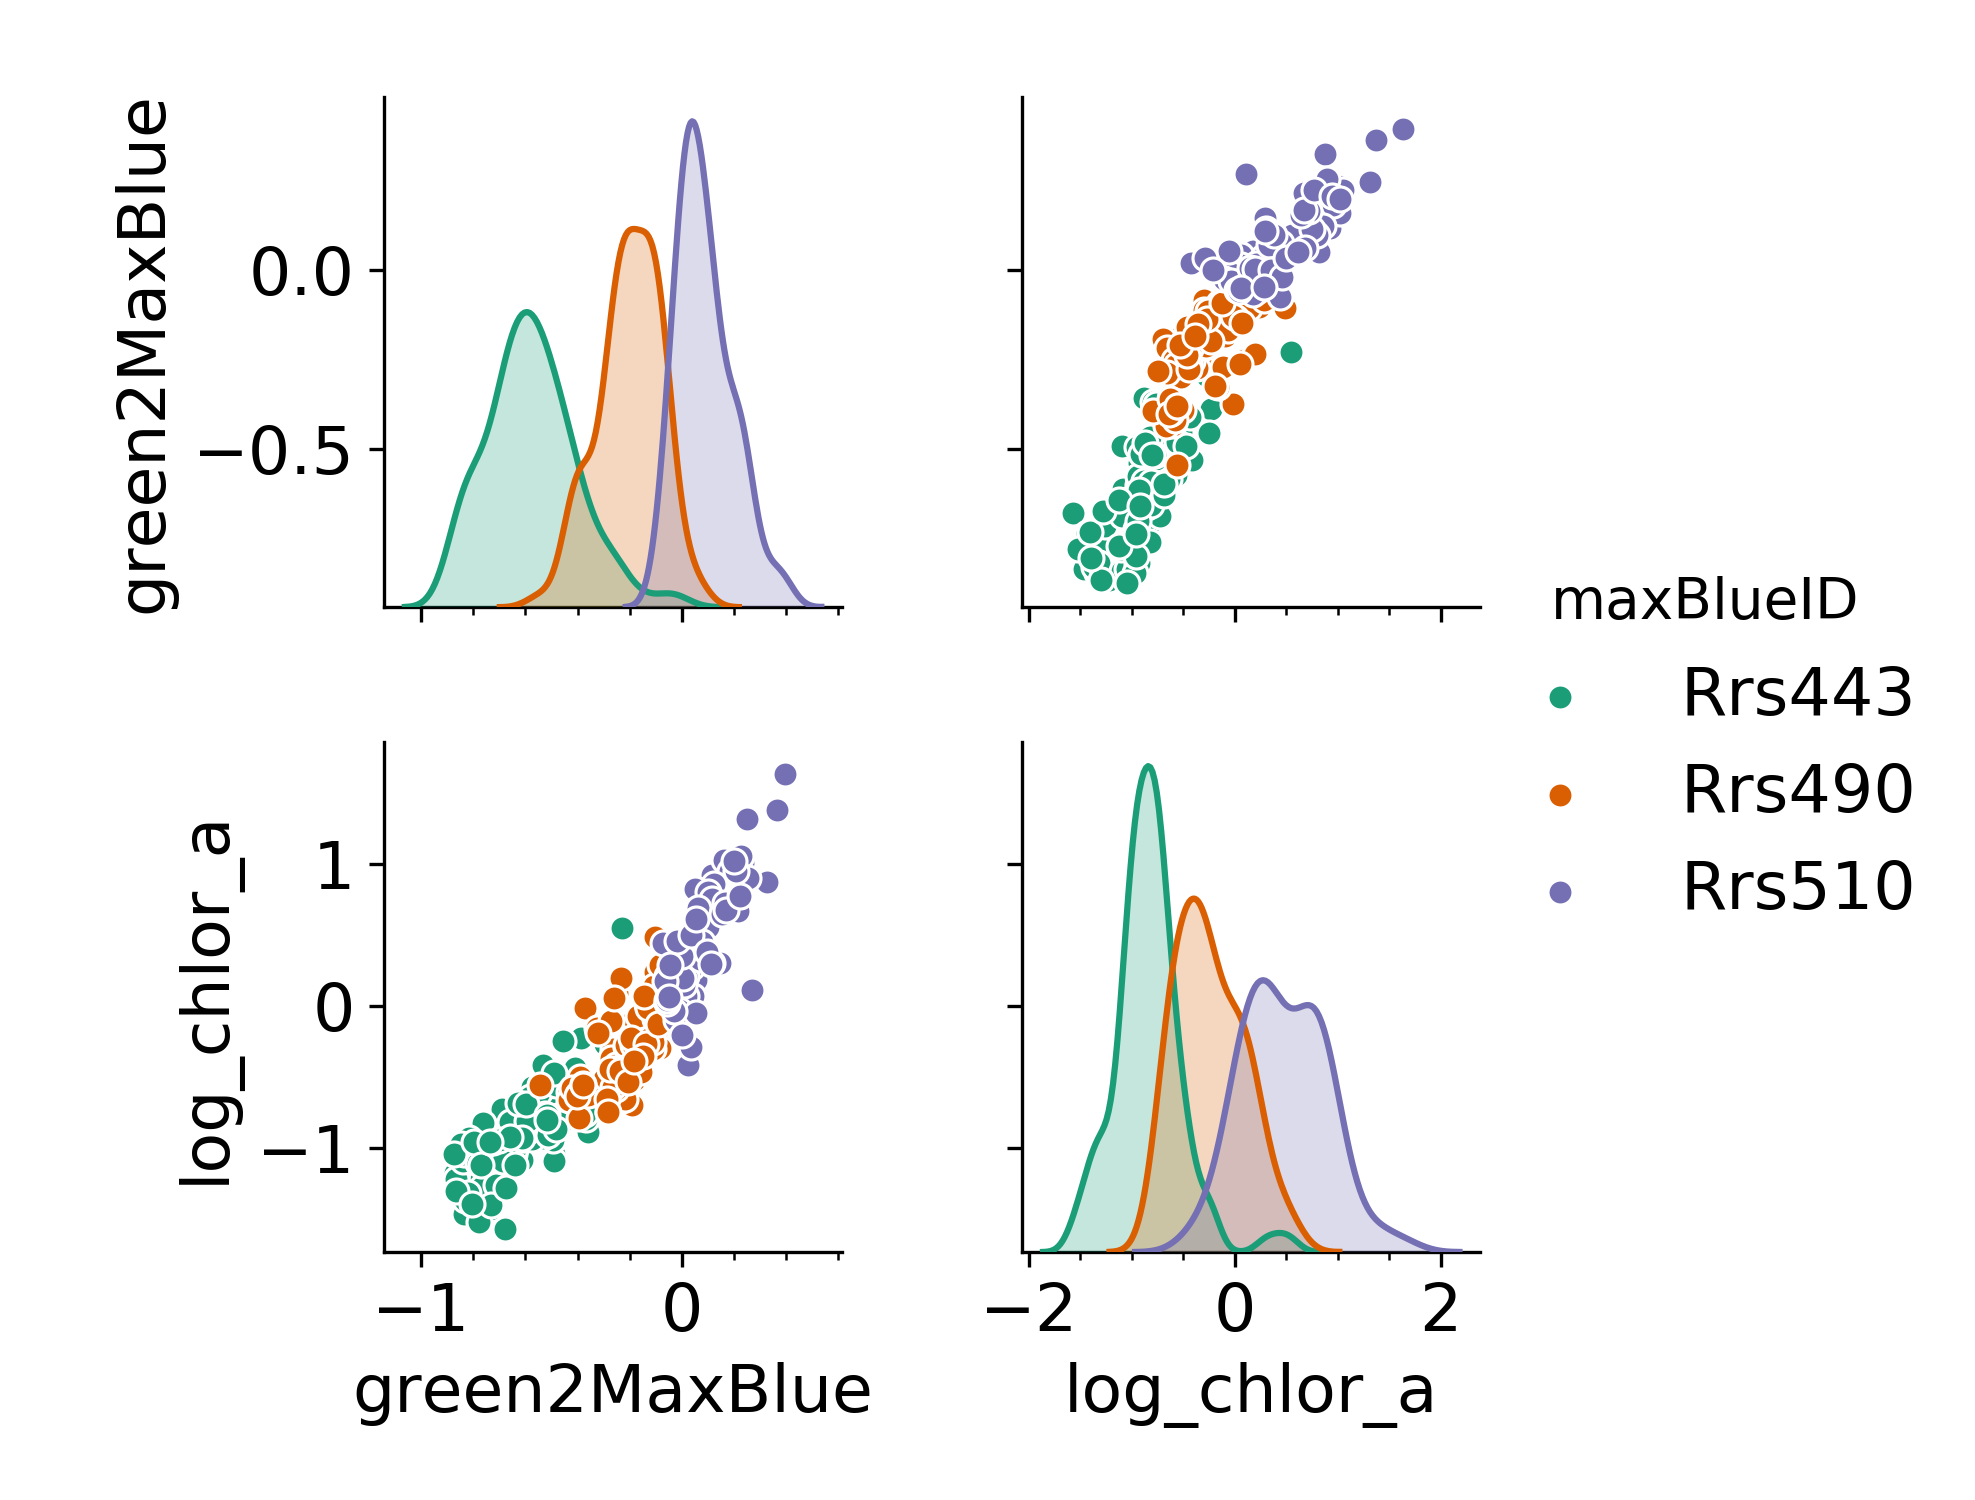 green2MaxBlue
0.0
−0.5
maxBlueID
Rrs443
Rrs490
Rrs510
log_chlor_a
1
0
−1
−1
0
−2
0
2
green2MaxBlue
log_chlor_a